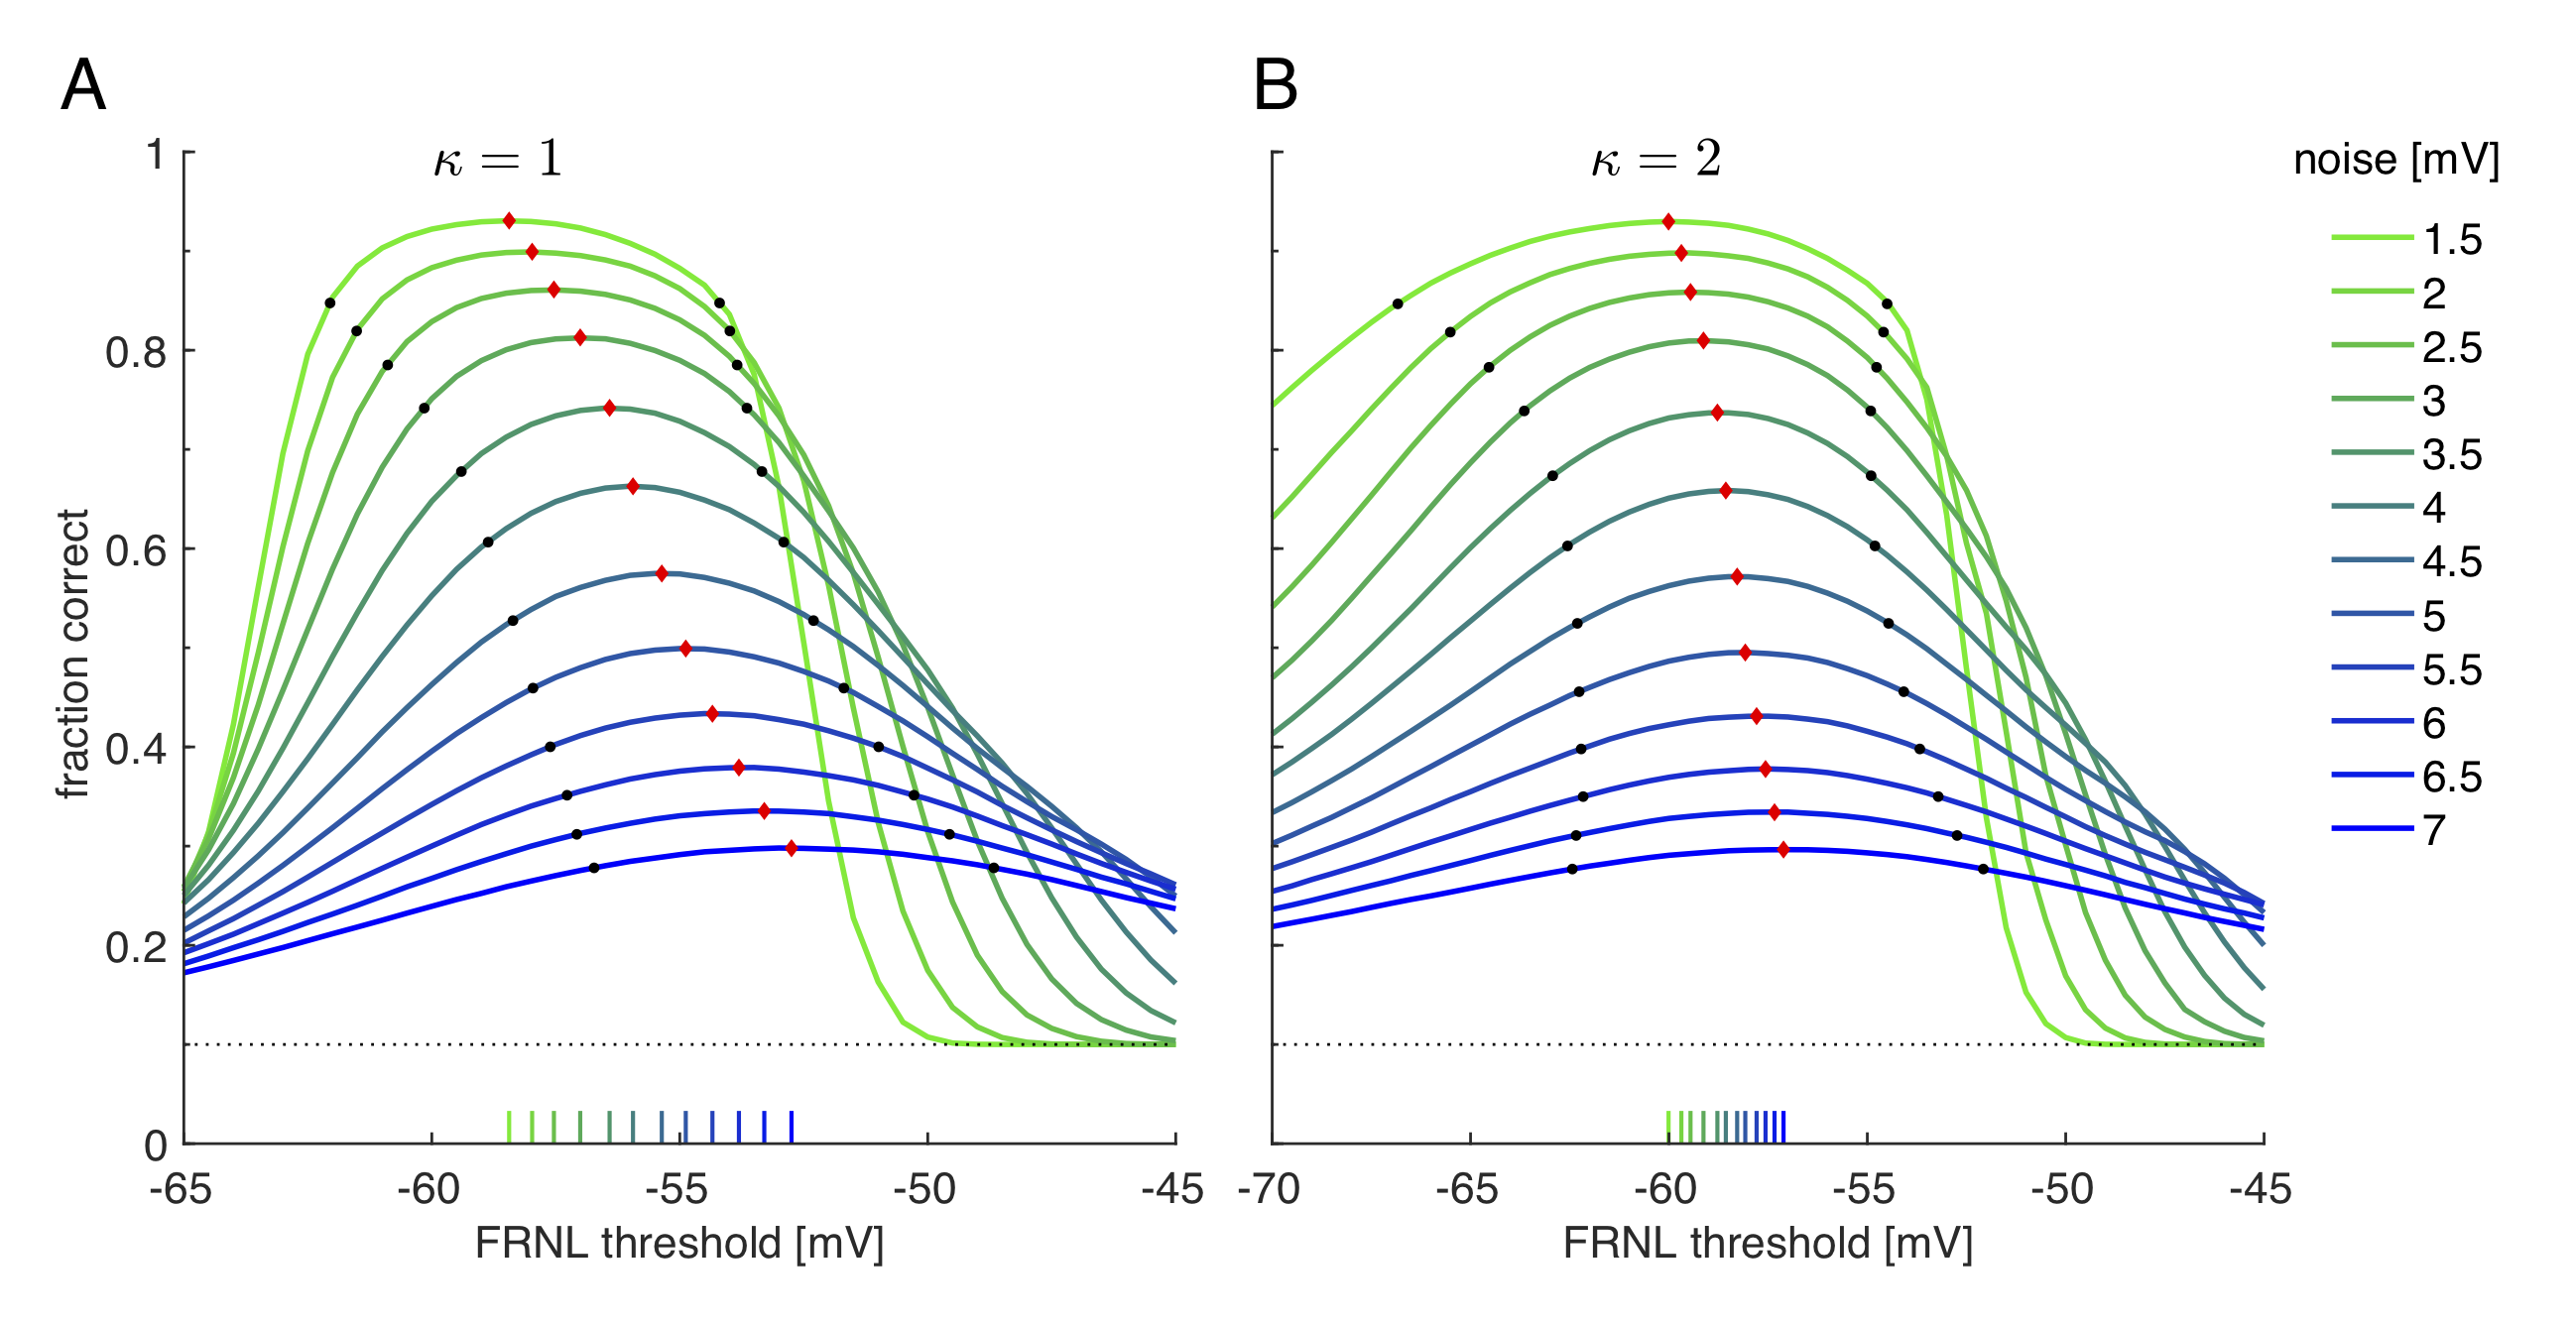 A
B
κ = 1
κ = 2
noise [mV]
1.5
2
2.5
3
3.5
4
4.5
5
5.5
6
6.5
7
fraction correct
1
0.8
0.6
0.4
0.2
0
-65 -60 -55 -50 -45
-70 -65 -60 -55 -50 -45
FRNL threshold [mV]
FRNL threshold [mV]